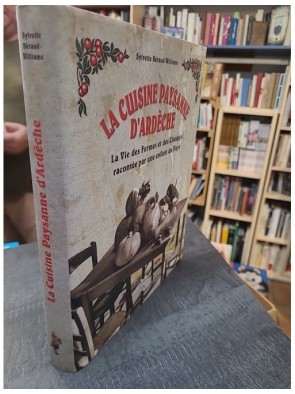 Sylvette
Béraud-
Williams
La Cuisine Paysanne d'Ardèche
Sylvette Béraud-Williams
LA CUISINE PAYSANNE
D'ARDÈCHE
La Vie des Fermes et des Cuisines
racontée par une enfant du Pays